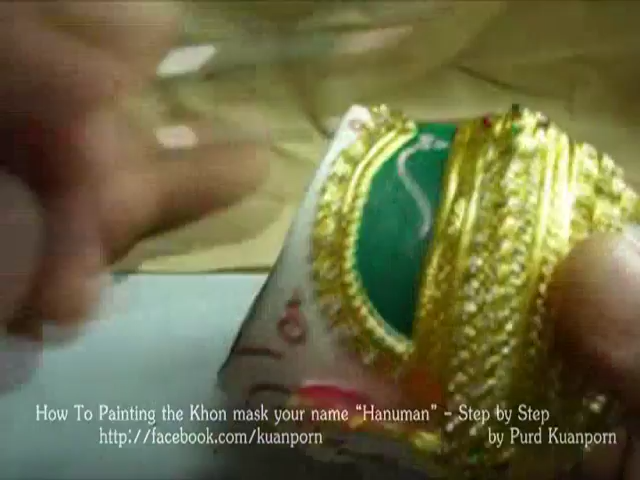 How To Painting the Khon mask your name “Hanuman” - Step by Step
http://facebook.com/kuanporn by Purd Kuanporn